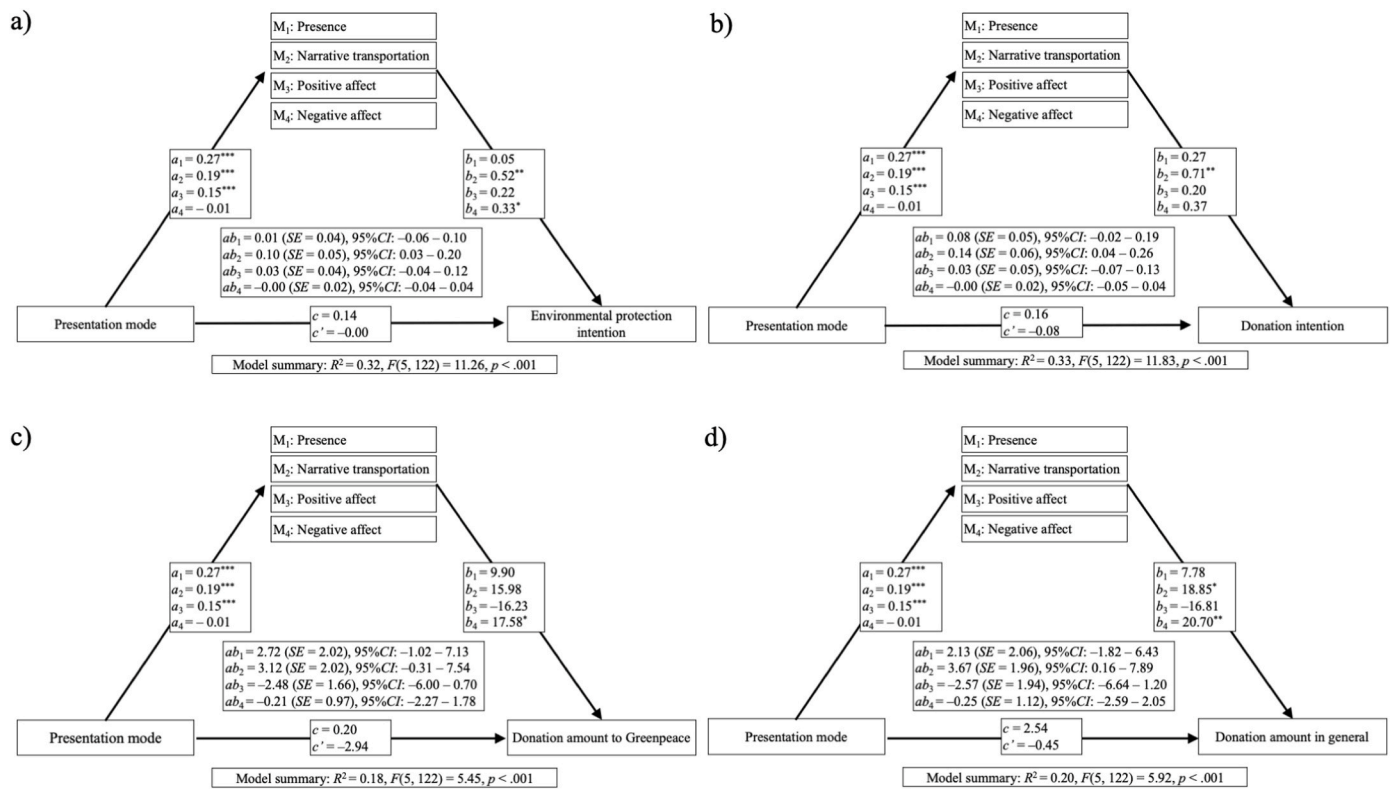 a)
M₁: Presence
M₂: Narrative transportation
M₃: Positive affect
M₄: Negative affect
a₁ = 0.27***
a₂ = 0.19***
a₃ = 0.15***
a₄ = – 0.01
b₁ = 0.05
b₂ = 0.52**
b₃ = 0.22
b₄ = 0.33*
ab₁ = 0.01 (SE = 0.04), 95%CI: –0.06 – 0.10
ab₂ = 0.10 (SE = 0.05), 95%CI: 0.03 – 0.20
ab₃ = 0.03 (SE = 0.04), 95%CI: –0.04 – 0.12
ab₄ = –0.00 (SE = 0.02), 95%CI: –0.04 – 0.04
Presentation mode
c = 0.14
c’ = –0.00
Environmental protection
intention
Model summary: R² = 0.32, F(5, 122) = 11.26, p < .001
b)
M₁: Presence
M₂: Narrative transportation
M₃: Positive affect
M₄: Negative affect
a₁ = 0.27***
a₂ = 0.19***
a₃ = 0.15***
a₄ = – 0.01
b₁ = 0.27
b₂ = 0.71**
b₃ = 0.20
b₄ = 0.37
ab₁ = 0.08 (SE = 0.05), 95%CI: –0.02 – 0.19
ab₂ = 0.14 (SE = 0.06), 95%CI: 0.04 – 0.26
ab₃ = 0.03 (SE = 0.05), 95%CI: –0.07 – 0.13
ab₄ = –0.00 (SE = 0.02), 95%CI: –0.05 – 0.04
Presentation mode
c = 0.16
c’ = –0.08
Donation intention
Model summary: R² = 0.33, F(5, 122) = 11.83, p < .001
c)
M₁: Presence
M₂: Narrative transportation
M₃: Positive affect
M₄: Negative affect
a₁ = 0.27***
a₂ = 0.19***
a₃ = 0.15***
a₄ = – 0.01
b₁ = 9.90
b₂ = 15.98
b₃ = –16.23
b₄ = 17.58*
ab₁ = 2.72 (SE = 2.02), 95%CI: –1.02 – 7.13
ab₂ = 3.12 (SE = 2.02), 95%CI: –0.31 – 7.54
ab₃ = –2.48 (SE = 1.66), 95%CI: –6.00 – 0.70
ab₄ = –0.21 (SE = 0.97), 95%CI: –2.27 – 1.78
Presentation mode
c = 0.20
c’ = –2.94
Donation amount to Greenpeace
Model summary: R² = 0.18, F(5, 122) = 5.45, p < .001
d)
M₁: Presence
M₂: Narrative transportation
M₃: Positive affect
M₄: Negative affect
a₁ = 0.27***
a₂ = 0.19***
a₃ = 0.15***
a₄ = – 0.01
b₁ = 7.78
b₂ = 18.85*
b₃ = –16.81
b₄ = 20.70**
ab₁ = 2.13 (SE = 2.06), 95%CI: –1.82 – 6.43
ab₂ = 3.67 (SE = 1.96), 95%CI: 0.16 – 7.89
ab₃ = –2.57 (SE = 1.94), 95%CI: –6.64 – 1.20
ab₄ = –0.25 (SE = 1.12), 95%CI: –2.59 – 2.05
Presentation mode
c = 2.54
c’ = –0.45
Donation amount in general
Model summary: R² = 0.20, F(5, 122) = 5.92, p < .001